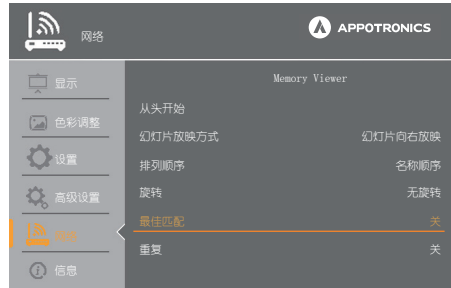 网络
APPOTRONICS
显示
色彩调整
设置
高级设置
网络
信息
Memory Viewer
从头开始
幻灯片放映方式 幻灯片向右放映
排列顺序 名称顺序
旋转 无旋转
最佳匹配 关
重复 关